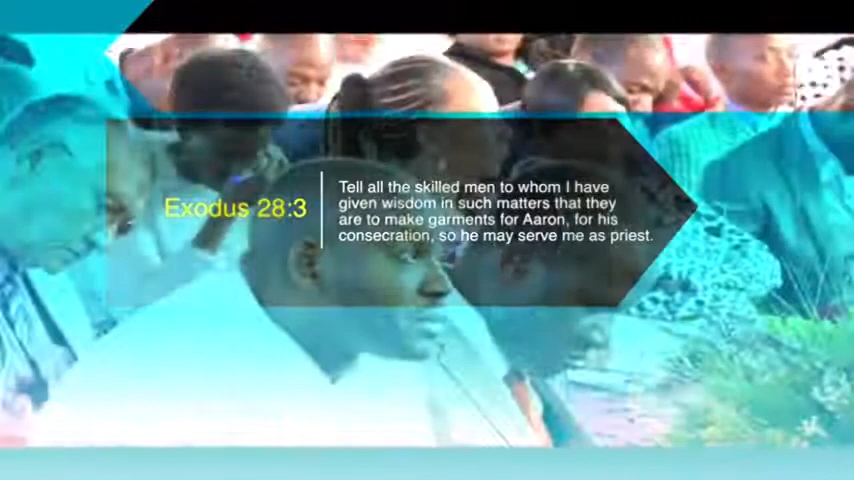 Exodus 28:3
Tell all the skilled men to whom I have
given wisdom in such matters that they
are to make garments for Aaron, for his
consecration, so he may serve me as priest.